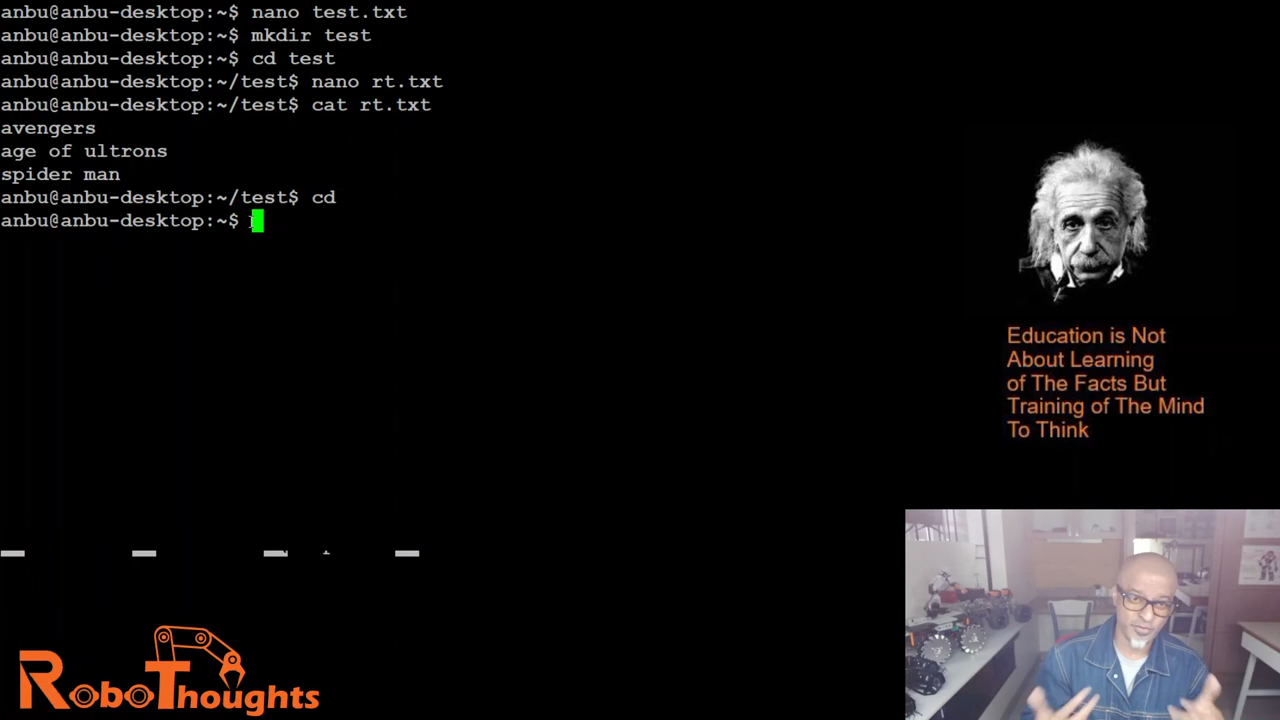 anbu@anbu-desktop:~$ nano test.txt
anbu@anbu-desktop:~$ mkdir test
anbu@anbu-desktop:~$ cd test
anbu@anbu-desktop:~/test$ nano rt.txt
anbu@anbu-desktop:~/test$ cat rt.txt
avengers
age of ultrons
spider man
anbu@anbu-desktop:~/test$ cd
anbu@anbu-desktop:~$
Education is Not
About Learning
of The Facts But
Training of The Mind
To Think
RoboThoughts